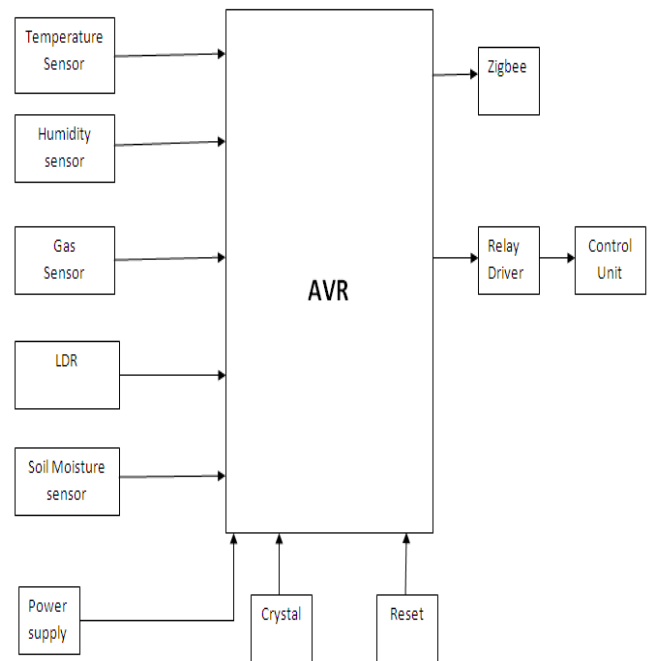 Temperature
Sensor
Humidity
sensor
Gas
Sensor
LDR
Soil Moisture
sensor
Power
supply
AVR
Crystal
Reset
Zigbee
Relay
Driver
Control
Unit